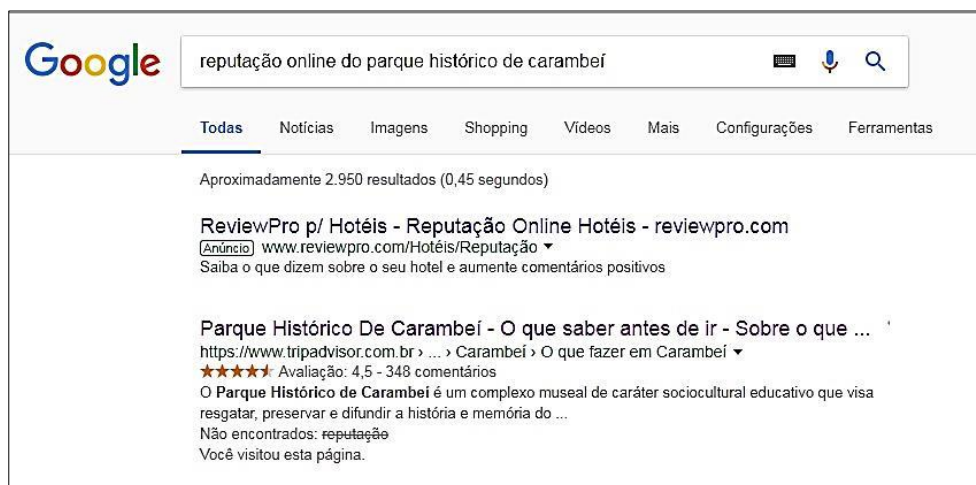 Google
reputação online do parque histórico de carambeí
Todas Notícias Imagens Shopping Vídeos Mais Configurações Ferramentas
Aproximadamente 2.950 resultados (0,45 segundos)
ReviewPro p/ Hotéis - Reputação Online Hotéis - reviewpro.com
Anúncio www.reviewpro.com/Hotéis/Reputação
Saiba o que dizem sobre o seu hotel e aumente comentários positivos
Parque Histórico De Carambeí - O que saber antes de ir - Sobre o que ...
https://www.tripadvisor.com.br › ... › Carambeí › O que fazer em Carambeí
Avaliação: 4,5 - 348 comentários
O Parque Histórico de Carambeí é um complexo museal de caráter sociocultural educativo que visa
resgatar, preservar e difundir a história e memória do ...
Não encontrados: reputação
Você visitou esta página.